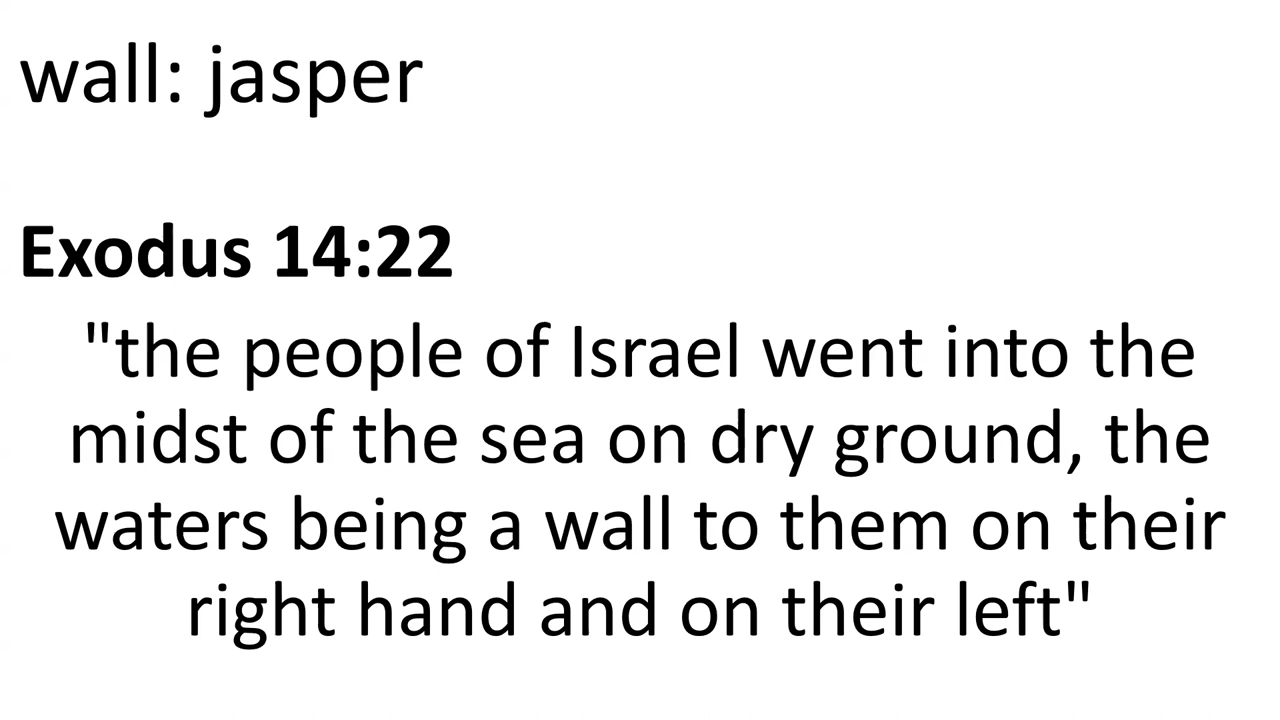 wall: jasper
Exodus 14:22
"the people of Israel went into the
midst of the sea on dry ground, the
waters being a wall to them on their
right hand and on their left"